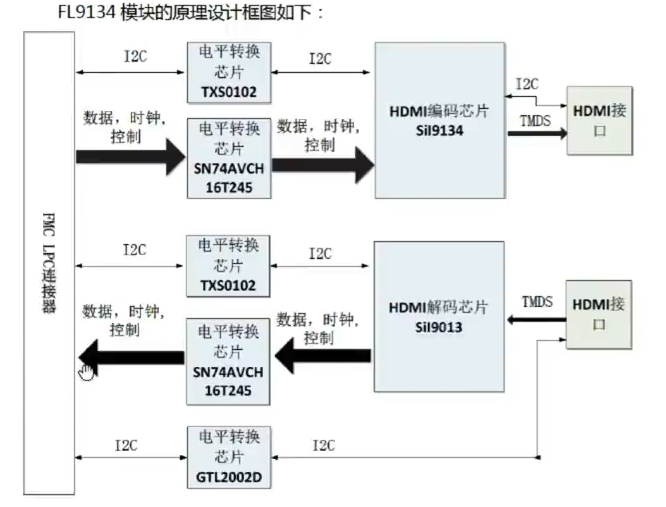 FL9134 模块的原理设计框图如下：
I2C
电平转换
芯片
TXS0102
I2C
数据，时钟,
控制
电平转换
芯片
SN74AVCH
16T245
数据，时钟,
控制
HDMI编码芯片
SiI9134
I2C
TMDS
HDMI接
口
FMC LPC连接器
I2C
电平转换
芯片
TXS0102
I2C
数据，时钟,
控制
电平转换
芯片
SN74AVCH
16T245
数据，时钟,
控制
HDMI解码芯片
SiI9013
TMDS
HDMI接
口
I2C
电平转换
芯片
GTL2002D
I2C